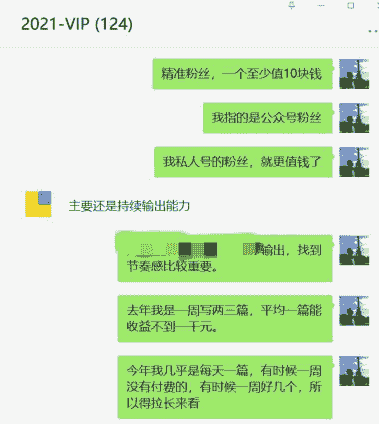 2021-VIP (124)
精准粉丝，一个至少值10块钱
我指的是公众号粉丝
我私人号的粉丝，就更值钱了
主要还是持续输出能力
输出，找到
节奏感比较重要。
去年我是一周写两三篇，平均一篇能
收益不到一千元。
今年我几乎是每天一篇，有时候一周
没有付费的，有时候一周好几个，所
以得拉长来看